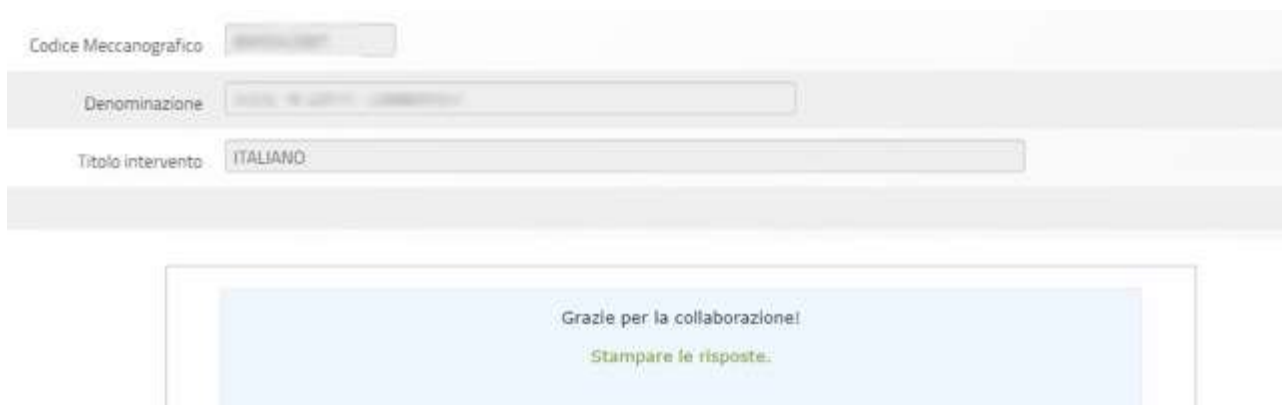 Codice Meccanografico
Denominazione
Titolo intervento ITALIANO
Grazie per la collaborazione!
Stampare le risposte.